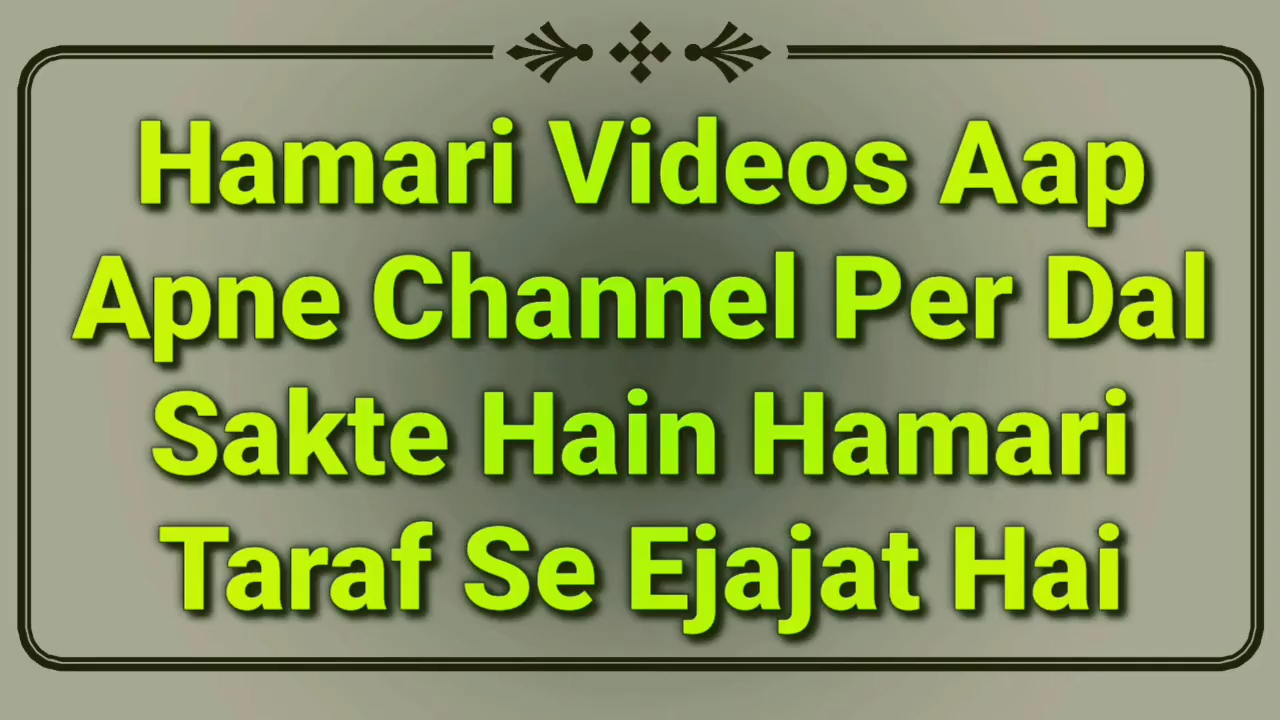 Hamari Videos Aap
Apne Channel Per Dal
Sakte Hain Hamari
Taraf Se Ejajat Hai